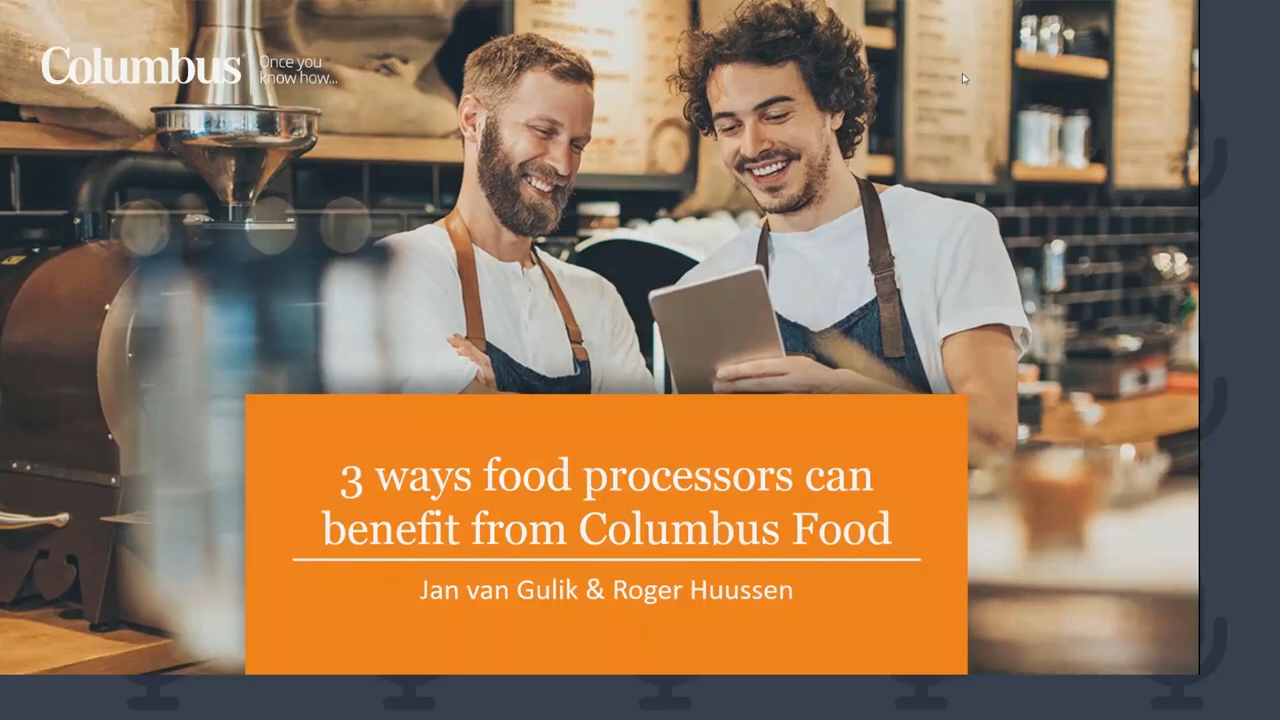 Columbus
Once you
know how...
3 ways food processors can
benefit from Columbus Food
Jan van Gulik & Roger Huussen